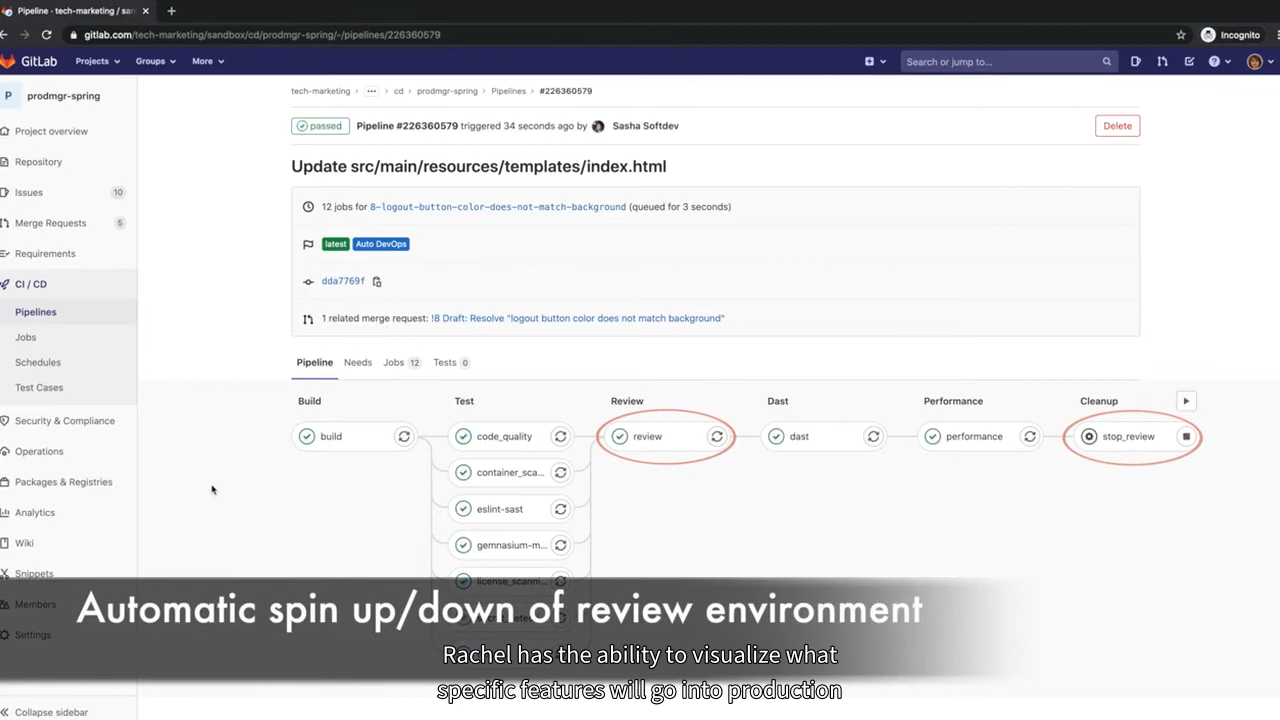 Pipeline · tech-marketing / san
gitlab.com/tech-marketing/sandbox/cd/prodmgr-spring/-/pipelines/226360579
Incognito
GitLab
Projects
Groups
More
Search or jump to...
P
prodmgr-spring
Project overview
Repository
Issues
10
Merge Requests
5
Requirements
CI / CD
Pipelines
Jobs
Schedules
Test Cases
Security & Compliance
Operations
Packages & Registries
Analytics
Wiki
Snippets
Members
Settings
Collapse sidebar
tech-marketing > ... > cd > prodmgr-spring > Pipelines > #226360579
passed Pipeline #226360579 triggered 34 seconds ago by Sasha Softdev
Delete
Update src/main/resources/templates/index.html
12 jobs for 8-logout-button-color-does-not-match-background (queued for 3 seconds)
latest Auto DevOps
dda7769f
1 related merge request: !8 Draft: Resolve "logout button color does not match background"
Pipeline Needs Jobs 12 Tests 0
Build Test Review Dast Performance Cleanup
build code_quality review dast performance stop_review
container_sca...
eslint-sast
gemnasium-m...
license_scanni...
Automatic spin up/down of review environment
Rachel has the ability to visualize what
specific features will go into production